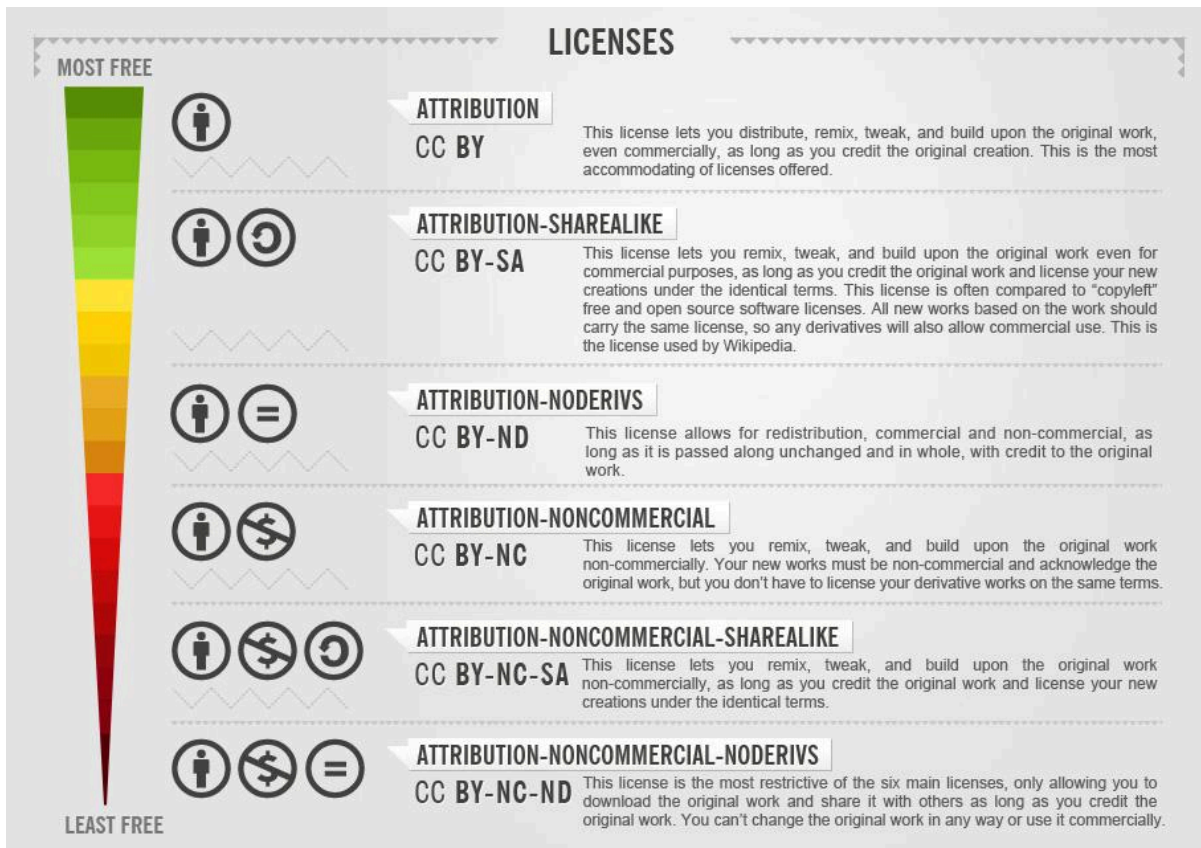 LICENSES
MOST FREE
ATTRIBUTION
CC BY
This license lets you distribute, remix, tweak, and build upon the original work,
even commercially, as long as you credit the original creation. This is the most
accommodating of licenses offered.
ATTRIBUTION-SHAREALIKE
CC BY-SA
This license lets you remix, tweak, and build upon the original work even for
commercial purposes, as long as you credit the original work and license your new
creations under the identical terms. This license is often compared to “copyleft”
free and open source software licenses. All new works based on the work should
carry the same license, so any derivatives will also allow commercial use. This is
the license used by Wikipedia.
ATTRIBUTION-NODERIVS
CC BY-ND
This license allows for redistribution, commercial and non-commercial, as
long as it is passed along unchanged and in whole, with credit to the original
work.
ATTRIBUTION-NONCOMMERCIAL
CC BY-NC
This license lets you remix, tweak, and build upon the original work
non-commercially. Your new works must be non-commercial and acknowledge the
original work, but you don’t have to license your derivative works on the same terms.
ATTRIBUTION-NONCOMMERCIAL-SHAREALIKE
CC BY-NC-SA
This license lets you remix, tweak, and build upon the original work
non-commercially, as long as you credit the original work and license your new
creations under the identical terms.
ATTRIBUTION-NONCOMMERCIAL-NODERIVS
CC BY-NC-ND
This license is the most restrictive of the six main licenses, only allowing you to
download the original work and share it with others as long as you credit the
original work. You can’t change the original work in any way or use it commercially.
LEAST FREE